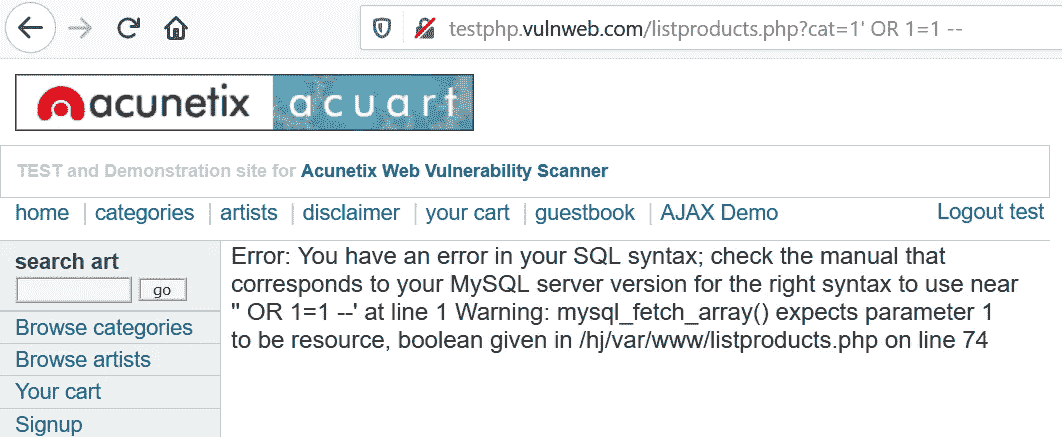 testphp.vulnweb.com/listproducts.php?cat=1' OR 1=1 --
acunetix acuart
TEST and Demonstration site for Acunetix Web Vulnerability Scanner
home | categories | artists | disclaimer | your cart | guestbook | AJAX Demo
Logout test
search art
go
Browse categories
Browse artists
Your cart
Signup
Error: You have an error in your SQL syntax; check the manual that
corresponds to your MySQL server version for the right syntax to use near
'' OR 1=1 --' at line 1 Warning: mysql_fetch_array() expects parameter 1
to be resource, boolean given in /hj/var/www/listproducts.php on line 74